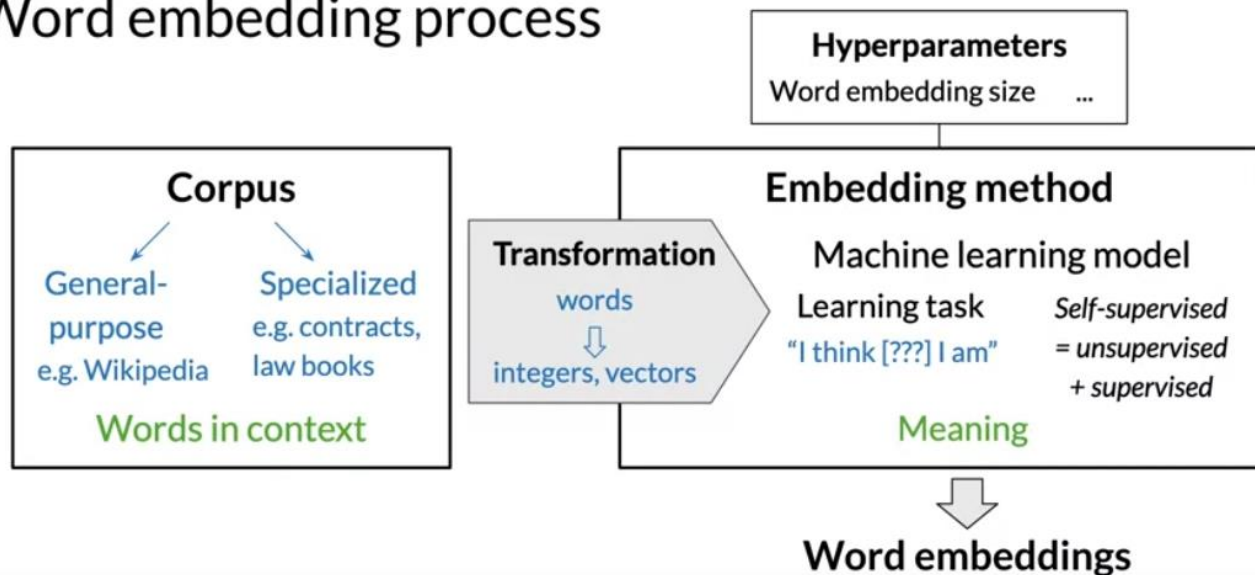 Word embedding process
Hyperparameters
Word embedding size ...
Corpus
General-
purpose
e.g. Wikipedia
Specialized
e.g. contracts,
law books
Words in context
Transformation
words
integers, vectors
Embedding method
Machine learning model
Learning task
“I think [???] I am”
Self-supervised
= unsupervised
+ supervised
Meaning
Word embeddings